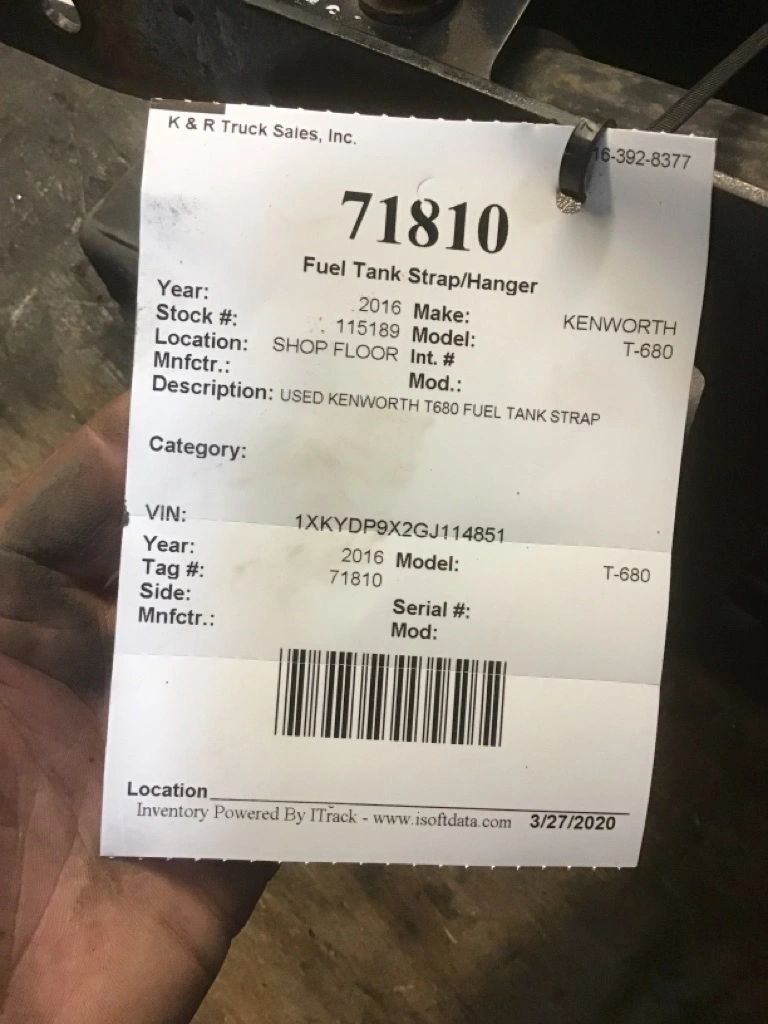 K & R Truck Sales, Inc.
16-392-8377
71810
Fuel Tank Strap/Hanger
Year: 2016 Make: KENWORTH
Stock #: 115189 Model: T-680
Location: SHOP FLOOR Int. #
Mnfctr.: Mod.:
Description: USED KENWORTH T680 FUEL TANK STRAP
Category:
VIN: 1XKYDP9X2GJ114851
Year: 2016 Model: T-680
Tag #: 71810
Side: Serial #:
Mnfctr.: Mod:
Location
Inventory Powered By ITrack - www.isoftdata.com 3/27/2020